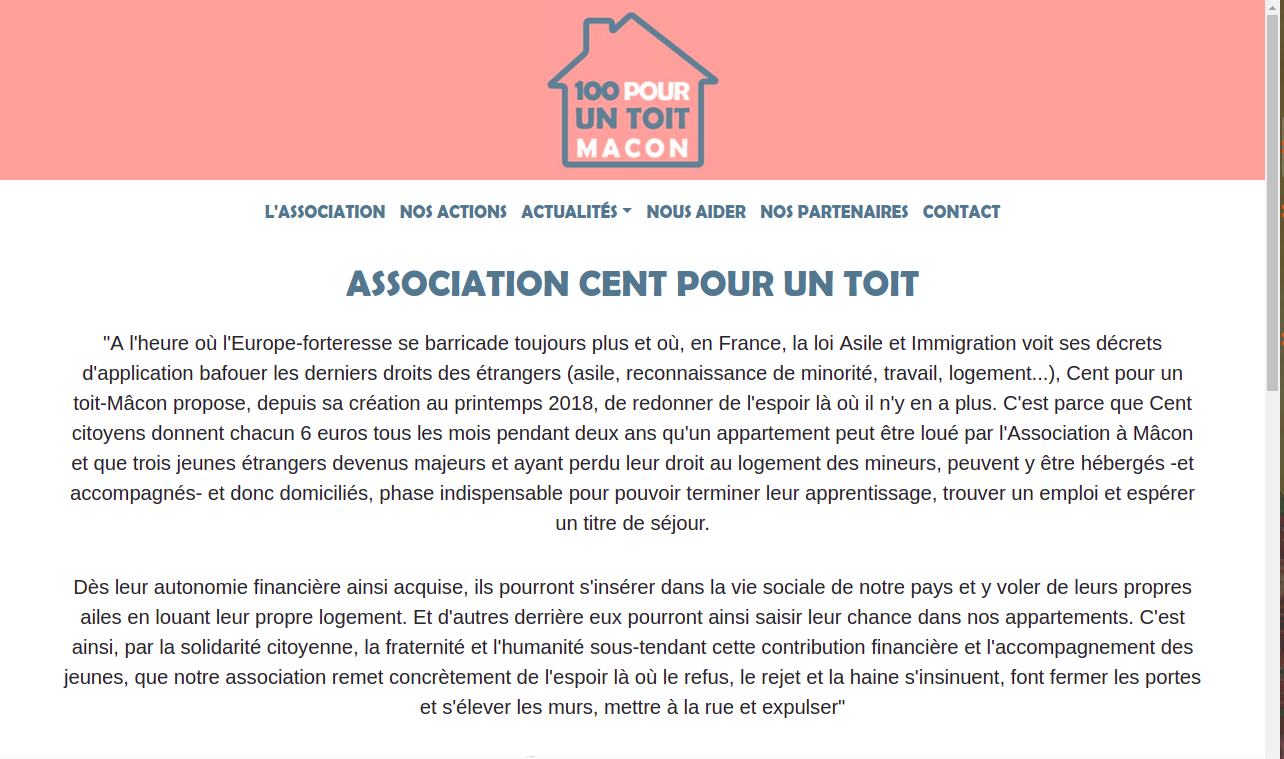 100 POUR
UN TOIT
MACON
L'ASSOCIATION NOS ACTIONS ACTUALITÉS NOUS AIDER NOS PARTENAIRES CONTACT
ASSOCIATION CENT POUR UN TOIT
"A l'heure où l'Europe-forteresse se barricade toujours plus et où, en France, la loi Asile et Immigration voit ses décrets
d'application bafouer les derniers droits des étrangers (asile, reconnaissance de minorité, travail, logement...), Cent pour un
toit-Mâcon propose, depuis sa création au printemps 2018, de redonner de l'espoir là où il n'y en a plus. C'est parce que Cent
citoyens donnent chacun 6 euros tous les mois pendant deux ans qu'un appartement peut être loué par l'Association à Mâcon
et que trois jeunes étrangers devenus majeurs et ayant perdu leur droit au logement des mineurs, peuvent y être hébergés -et
accompagnés- et donc domiciliés, phase indispensable pour pouvoir terminer leur apprentissage, trouver un emploi et espérer
un titre de séjour.
Dès leur autonomie financière ainsi acquise, ils pourront s'insérer dans la vie sociale de notre pays et y voler de leurs propres
ailes en louant leur propre logement. Et d'autres derrière eux pourront ainsi saisir leur chance dans nos appartements. C'est
ainsi, par la solidarité citoyenne, la fraternité et l'humanité sous-tendant cette contribution financière et l'accompagnement des
jeunes, que notre association remet concrètement de l'espoir là où le refus, le rejet et la haine s'insinuent, font fermer les portes
et s'élever les murs, mettre à la rue et expulser"